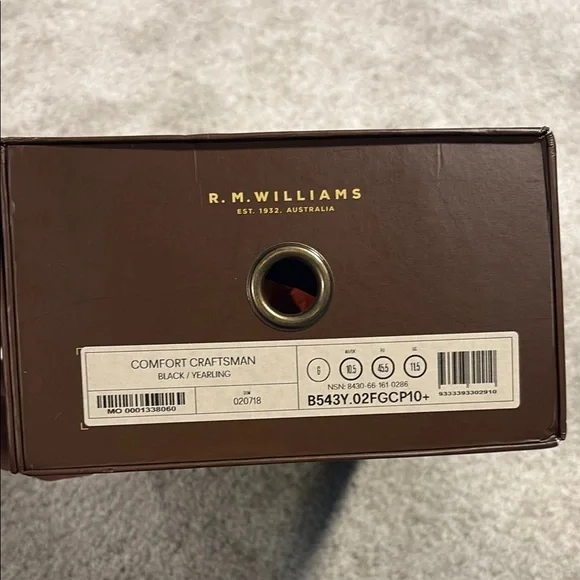 R.M.WILLIAMS
EST. 1932, AUSTRALIA
COMFORT CRAFTSMAN
BLACK / YEARLING
MO 0001338060
020718
G
10.5
45.5
11.5
NSN: 8430-66-161 0286
B543Y.02FGCP10+
9333393302910